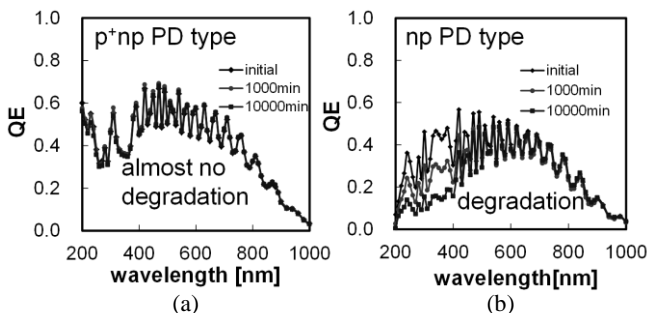 p+np PD type
initial
1000min
10000min
almost no
degradation
QE
1.0
0.8
0.6
0.4
0.2
0.0
200 400 600 800 1000
wavelength [nm]
(a)
np PD type
initial
1000min
10000min
degradation
QE
1.0
0.8
0.6
0.4
0.2
0.0
200 400 600 800 1000
wavelength[nm]
(b)